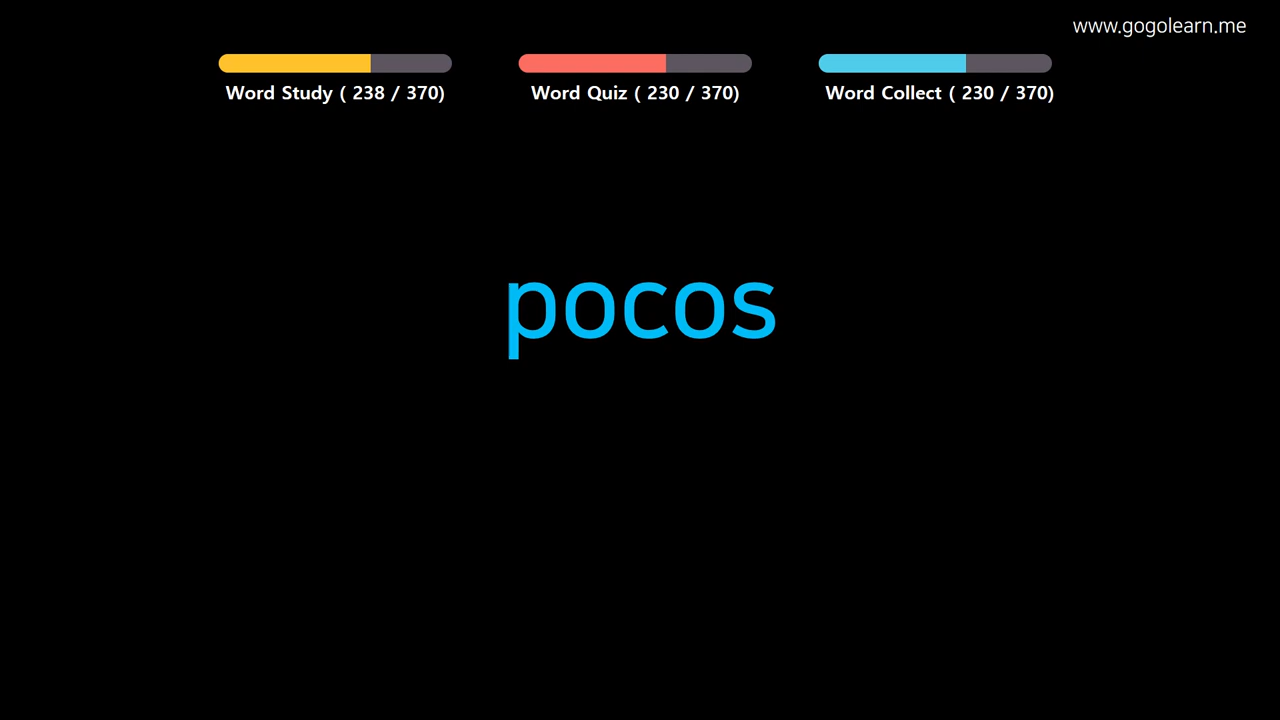 www.gogolearn.me
Word Study ( 238 / 370)
Word Quiz ( 230 / 370)
Word Collect ( 230 / 370)
pocos